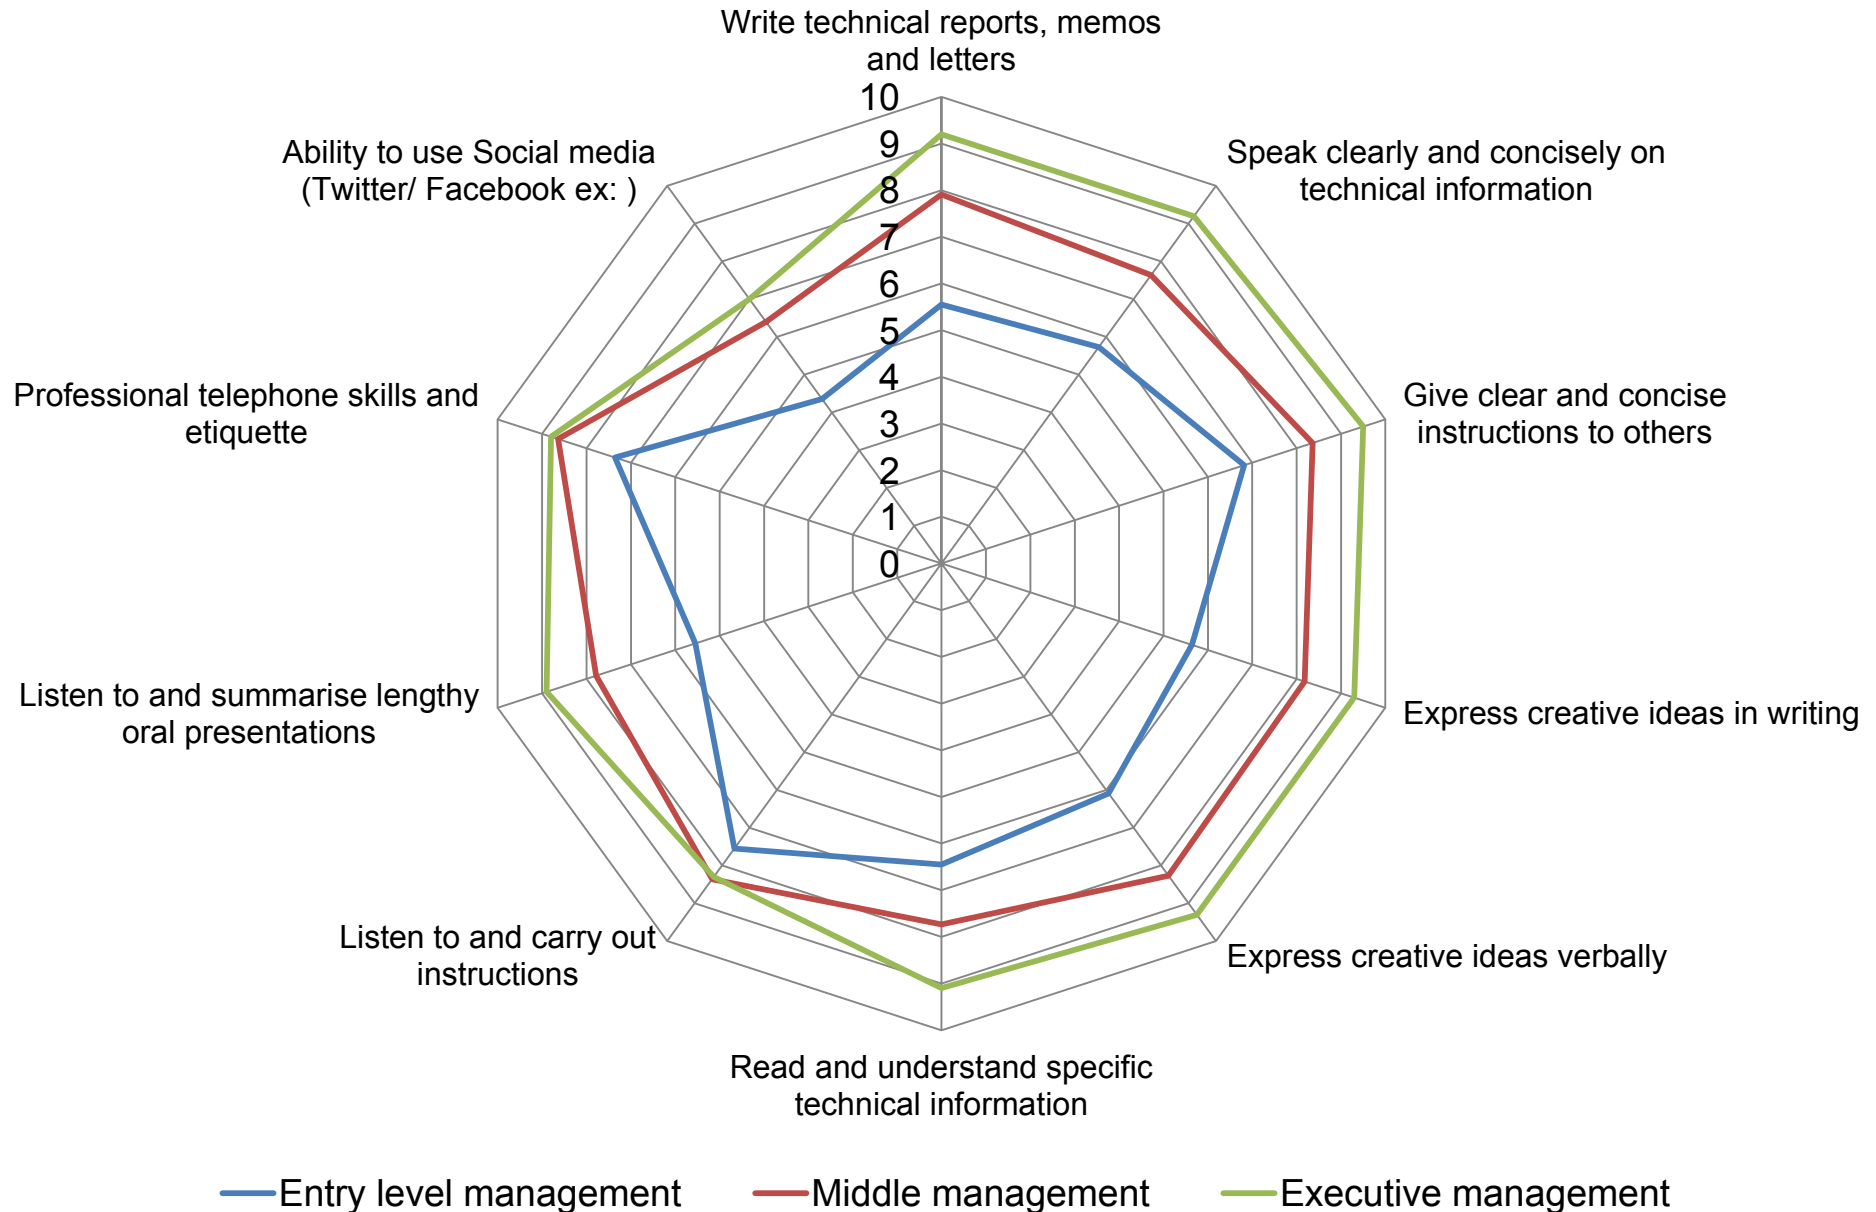 Write technical reports, memos
and letters
10
9
8
7
6
5
4
3
2
1
0
Speak clearly and concisely on
technical information
Give clear and concise
instructions to others
Express creative ideas in writing
Express creative ideas verbally
Read and understand specific
technical information
Listen to and carry out
instructions
Listen to and summarise lengthy
oral presentations
Professional telephone skills and
etiquette
Ability to use Social media
(Twitter/ Facebook ex: )
Entry level management
Middle management
Executive management